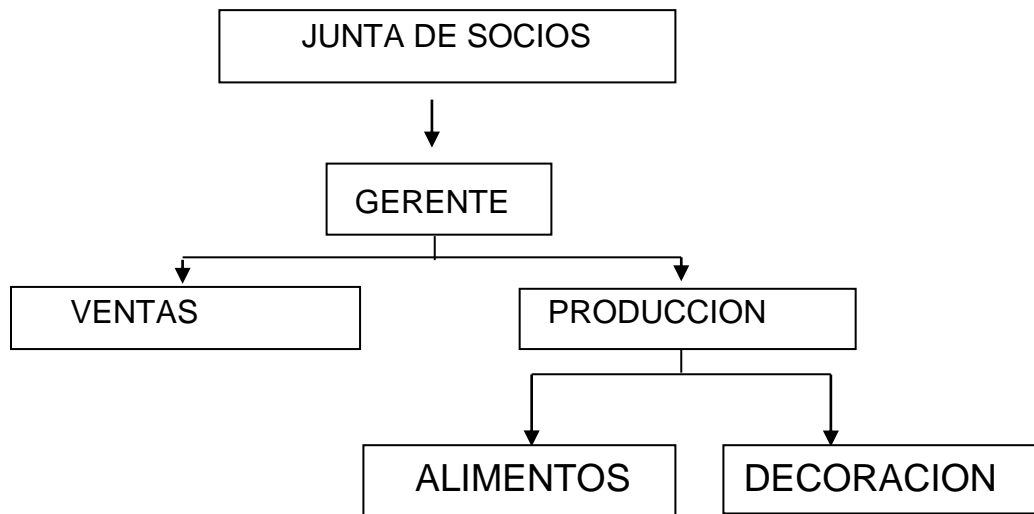 JUNTA DE SOCIOS
GERENTE
VENTAS
PRODUCCION
ALIMENTOS
DECORACION